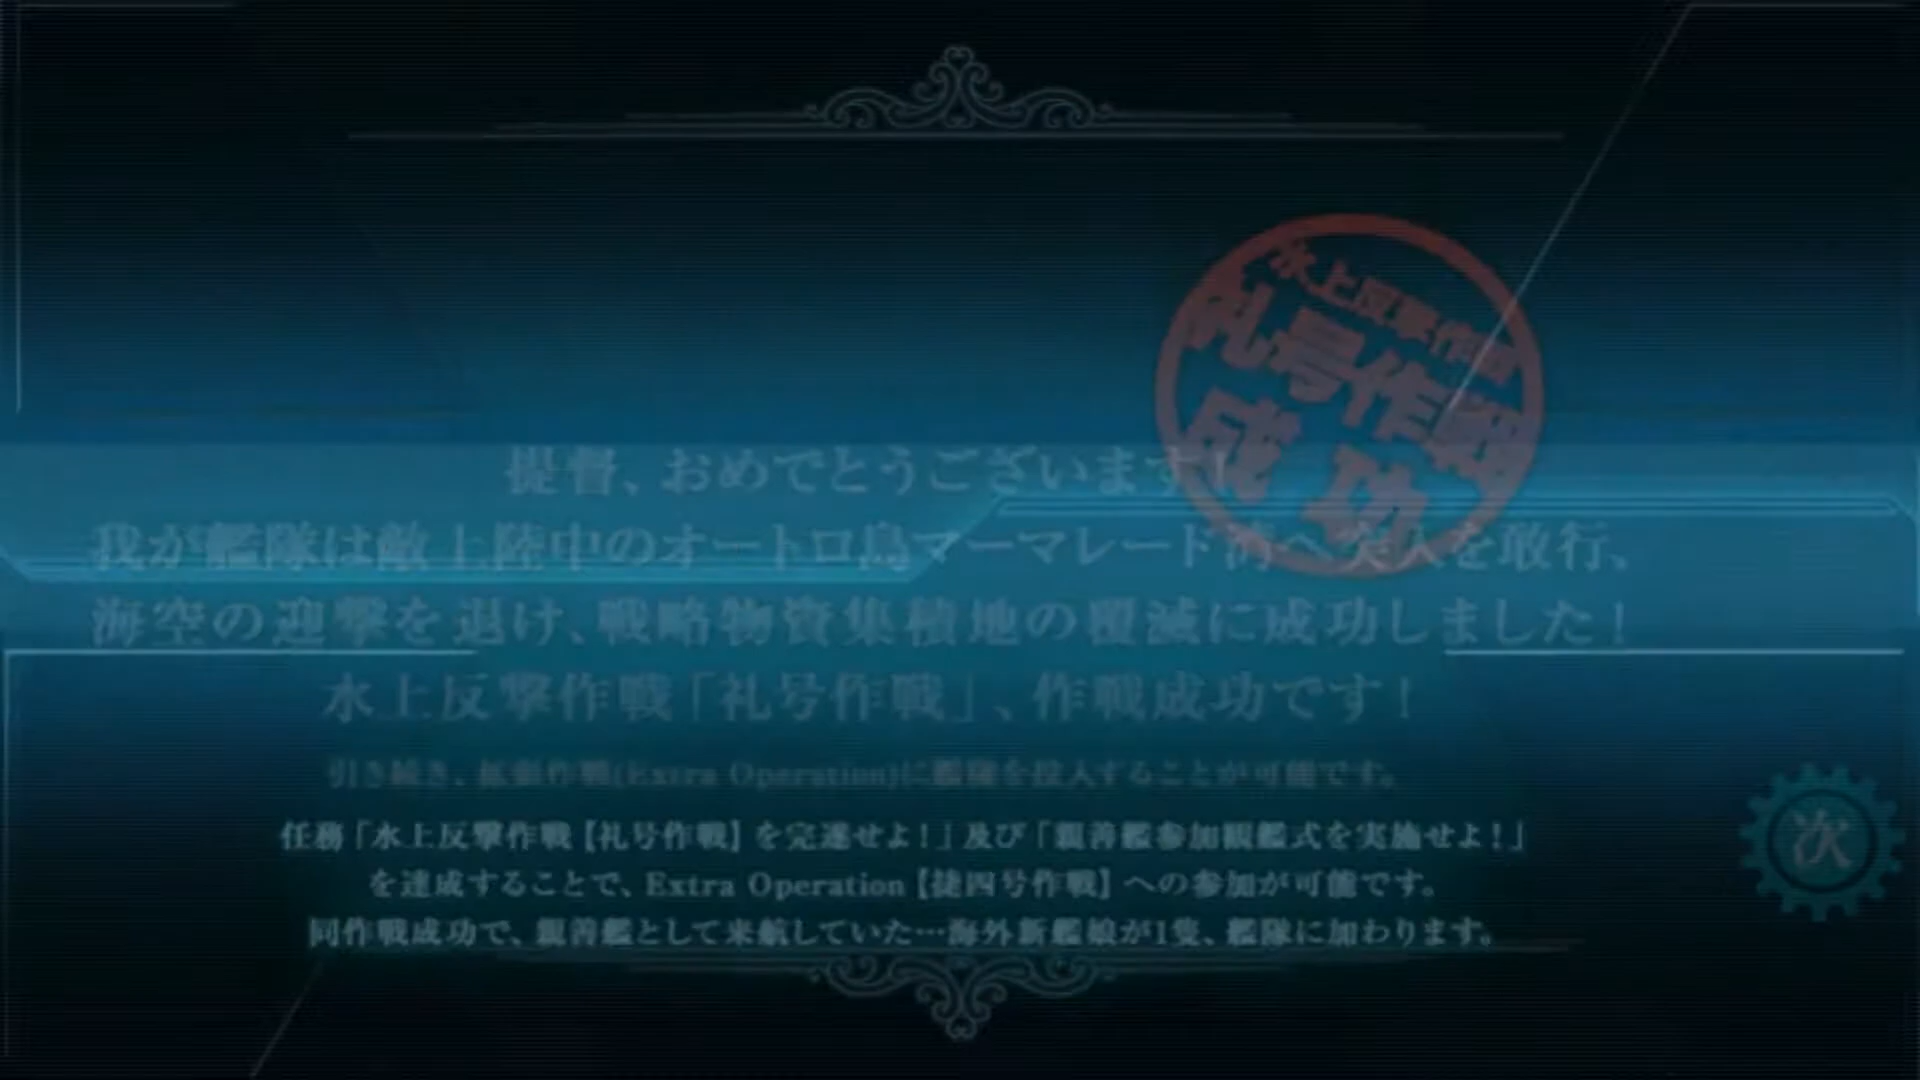 水上反撃作戦
礼号作戦
成功
提督、おめでとうございます!
我が艦隊は敵上陸中のオートロ島マーマレード湾へ突入を敢行、
海空の迎撃を退け、戦略物資集積地の覆滅に成功しました!
水上反撃作戦「礼号作戦」、作戦成功です!
引き続き、拡張作戦(Extra Operation)に艦隊を投入することが可能です。
任務「水上反撃作戦【礼号作戦】を完遂せよ!」及び「親善艦参加観艦式を実施せよ!」
を達成することで、Extra Operation【捷四号作戦】への参加が可能です。
同作戦成功で、親善艦として来航していた…海外新艦娘が1隻、艦隊に加わります。
次